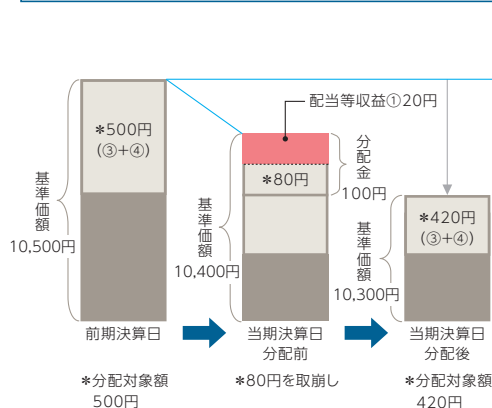 配当等収益①20円
*500円
(③+④)
基準価額
10,500円
*80円
分配金
100円
基準価額
10,400円
*420円
(③+④)
基準価額
10,300円
前期決算日
当期決算日
分配前
当期決算日
分配後
*分配対象額
500円
*80円を取崩し
*分配対象額
420円